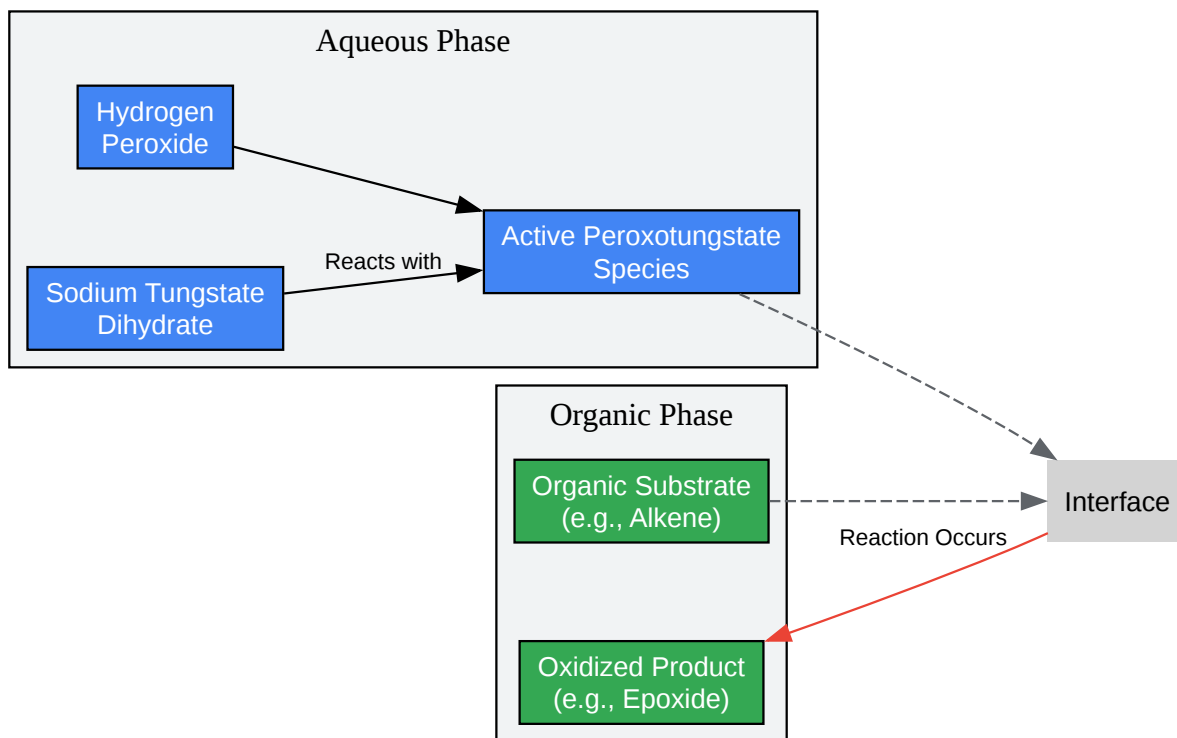 Aqueous Phase
Hydrogen
Peroxide
Active Peroxotungstate
Species
Reacts with
Sodium Tungstate
Dihydrate
Organic Phase
Organic Substrate
(e.g., Alkene)
Interface
Reaction Occurs
Oxidized Product
(e.g., Epoxide)